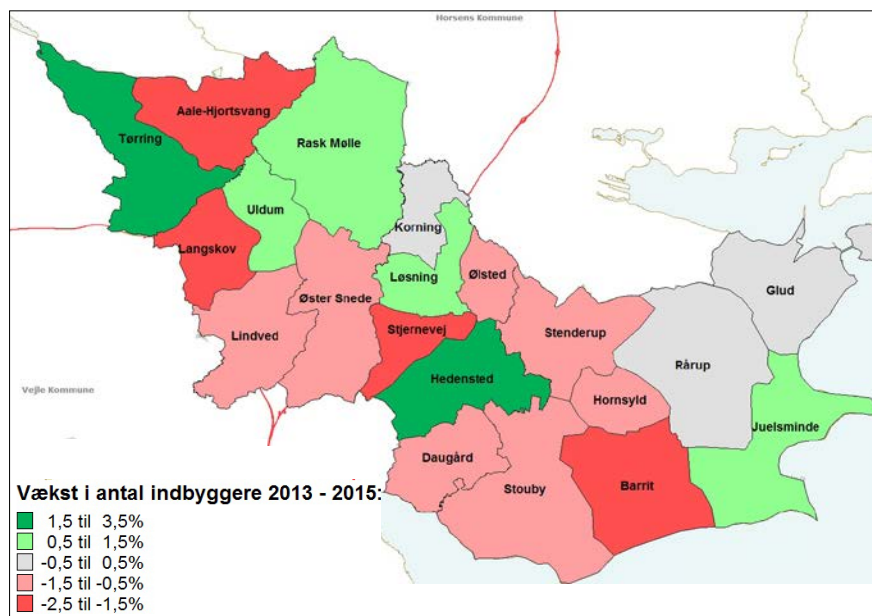 Horsens Kommune
Aale-Hjortsvang
Tørring
Rask Mølle
Uldum
Korning
Langskov
Løsning
Ølsted
Glud
Øster Snede
Stjernevej
Stenderup
Lindved
Rårup
Hedensted
Vejle Kommune
Hornsyld
Juelsminde
Daugård
Stouby
Barrit
Vækst i antal indbyggere 2013 - 2015:
1,5 til 3,5%
0,5 til 1,5%
-0,5 til 0,5%
-1,5 til -0,5%
-2,5 til -1,5%